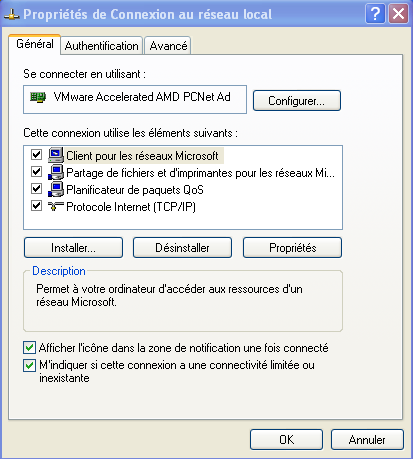 Propriétés de Connexion au réseau local
Général
Authentification
Avancé
Se connecter en utilisant :
VMware Accelerated AMD PCNet Ad
Configurer...
Cette connexion utilise les éléments suivants :
Client pour les réseaux Microsoft
Partage de fichiers et d'imprimantes pour les réseaux Mi...
Planificateur de paquets QoS
Protocole Internet (TCP/IP)
Installer...
Désinstaller
Propriétés
Description
Permet à votre ordinateur d'accéder aux ressources d'un
réseau Microsoft.
Afficher l'icône dans la zone de notification une fois connecté
M'indiquer si cette connexion a une connectivité limitée ou
inexistante
OK
Annuler